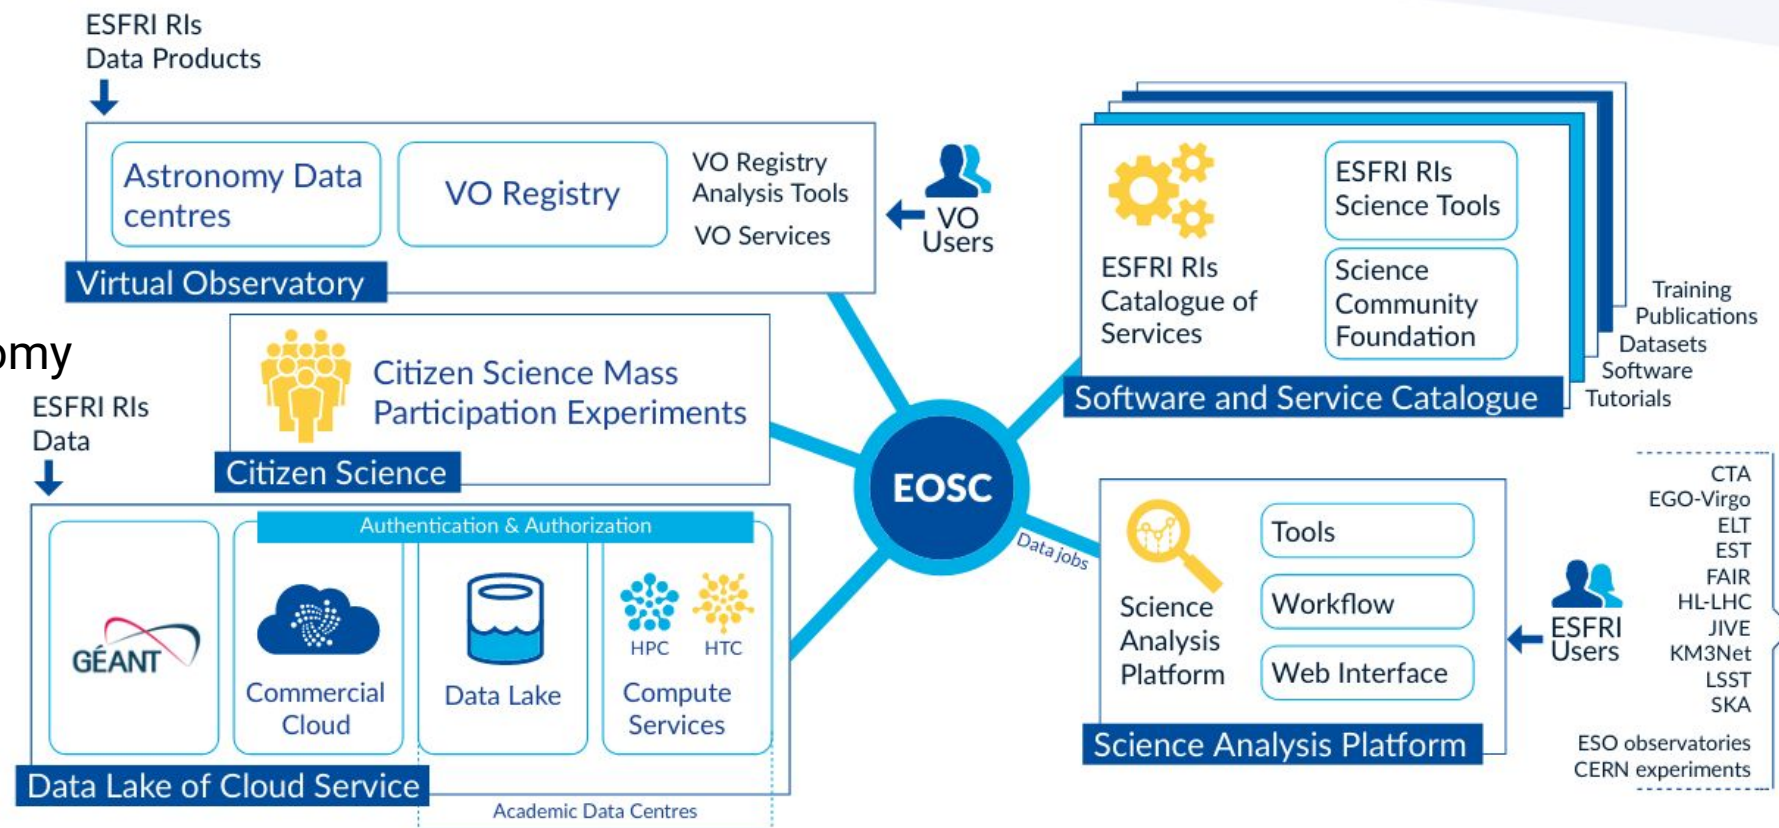 ESFRI RIs
Data Products
Astronomy Data
centres
VO Registry
VO Registry
Analysis Tools
VO Services
VO
Users
Virtual Observatory
omy
Citizen Science Mass
Participation Experiments
Citizen Science
ESFRI RIs
Data
Authentication & Authorization
GÉANT
Commercial
Cloud
Data Lake
HPC
HTC
Compute
Services
Data Lake of Cloud Service
Academic Data Centres
EOSC
Data jobs
ESFRI RIs
Catalogue of
Services
ESFRI RIs
Science Tools
Science
Community
Foundation
Software and Service Catalogue
Training
Publications
Datasets
Software
Tutorials
Science
Analysis
Platform
Tools
Workflow
Web Interface
Science Analysis Platform
ESFRI
Users
CTA
EGO-Virgo
ELT
EST
FAIR
HL-LHC
JIVE
KM3Net
LSST
SKA
ESO observatories
CERN experiments